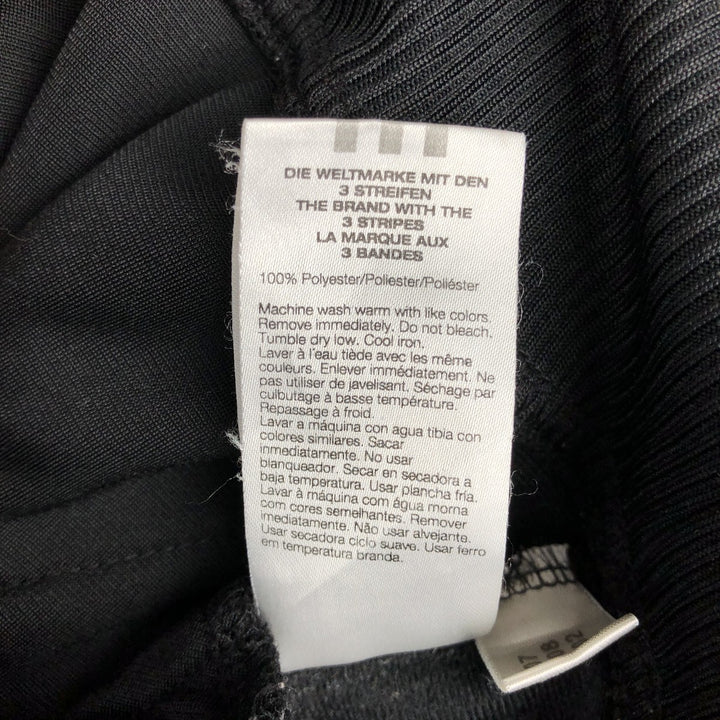 DIE WELTMARKE MIT DEN
3 STREIFEN
THE BRAND WITH THE
3 STRIPES
LA MARQUE AUX
3 BANDES
100% Polyester/Poliester/Poliéster
Machine wash warm with like colors.
Remove immediately. Do not bleach.
Tumble dry low. Cool iron.
Laver à l'eau tiède avec les même
couleurs. Enlever immédiatement. Ne
pas utiliser de javelisant. Séchage par
culbutage à basse température.
Repassage à froid.
Lavar a máquina con agua tibia con
colores similares. Sacar
inmediatamente. No usar
blanqueador. Secar en secadora a
baja temperatura. Usar plancha fría.
Lavar à máquina com água morna
com cores semelhantes. Remover
imediatamente. Não usar alvejante.
Usar secadora ciclo suave. Usar ferro
em temperatura branda.